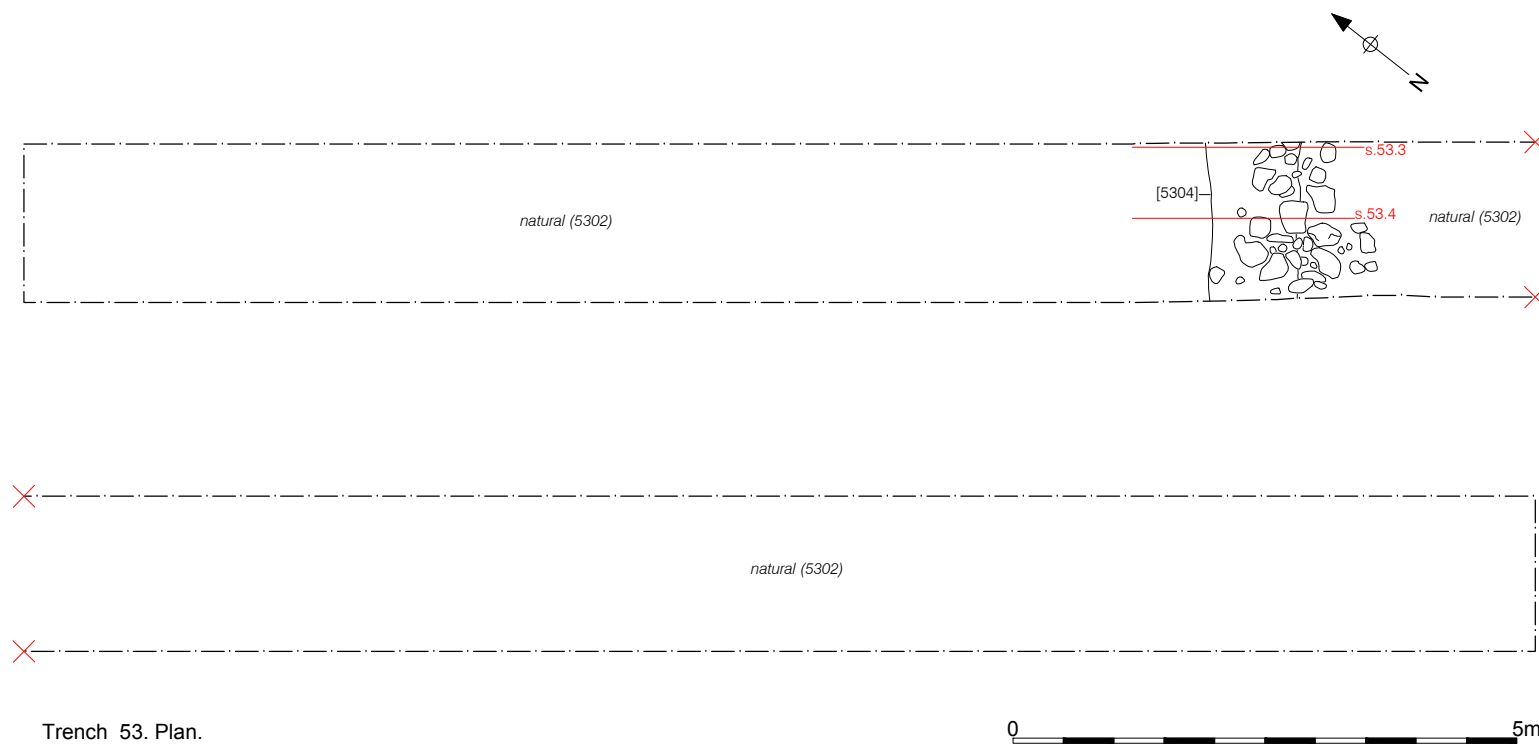 N
s.53.3
[5304]
s.53.4
natural (5302)
natural (5302)
natural (5302)
Trench 53. Plan.
0 5m